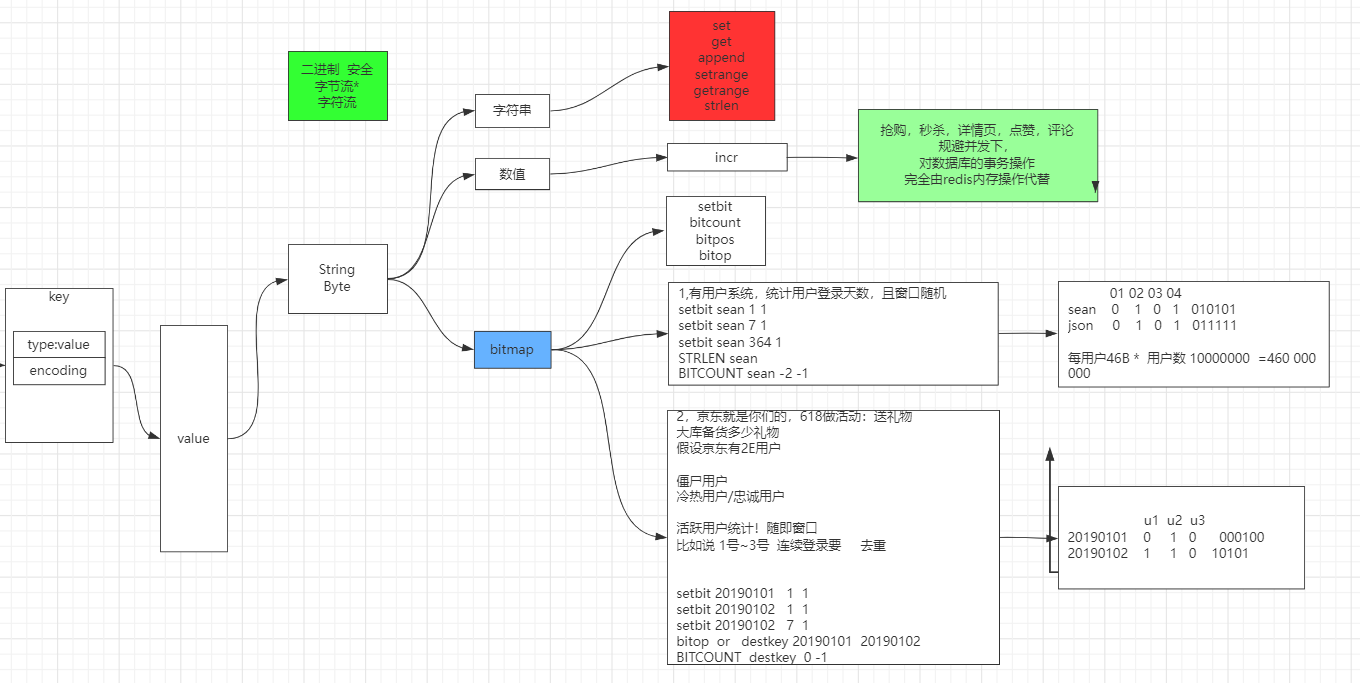 key
type:value
encoding
value
二进制 安全
字节流*
字符流
String
Byte
字符串
数值
bitmap
set
get
append
setrange
getrange
strlen
incr
抢购，秒杀，详情页，点赞，评论
规避并发下，
对数据库的事务操作
完全由redis内存操作代替
setbit
bitcount
bitpos
bitop
1,有用户系统，统计用户登录天数，且窗口随机
setbit sean 1 1
setbit sean 7 1
setbit sean 364 1
STRLEN sean
BITCOUNT sean -2 -1
01 02 03 04
sean 0 1 0 1 010101
json 0 1 0 1 011111
每用户46B * 用户数 10000000 =460 000
000
2，京东就是你们的，618做活动：送礼物
大库备货多少礼物
假设京东有2E用户
僵尸用户
冷热用户/忠诚用户
活跃用户统计！随即窗口
比如说 1号~3号 连续登录要 去重
setbit 20190101 1 1
setbit 20190102 1 1
setbit 20190102 7 1
bitop or destkey 20190101 20190102
BITCOUNT destkey 0 -1
u1 u2 u3
20190101 0 1 0 000100
20190102 1 1 0 10101